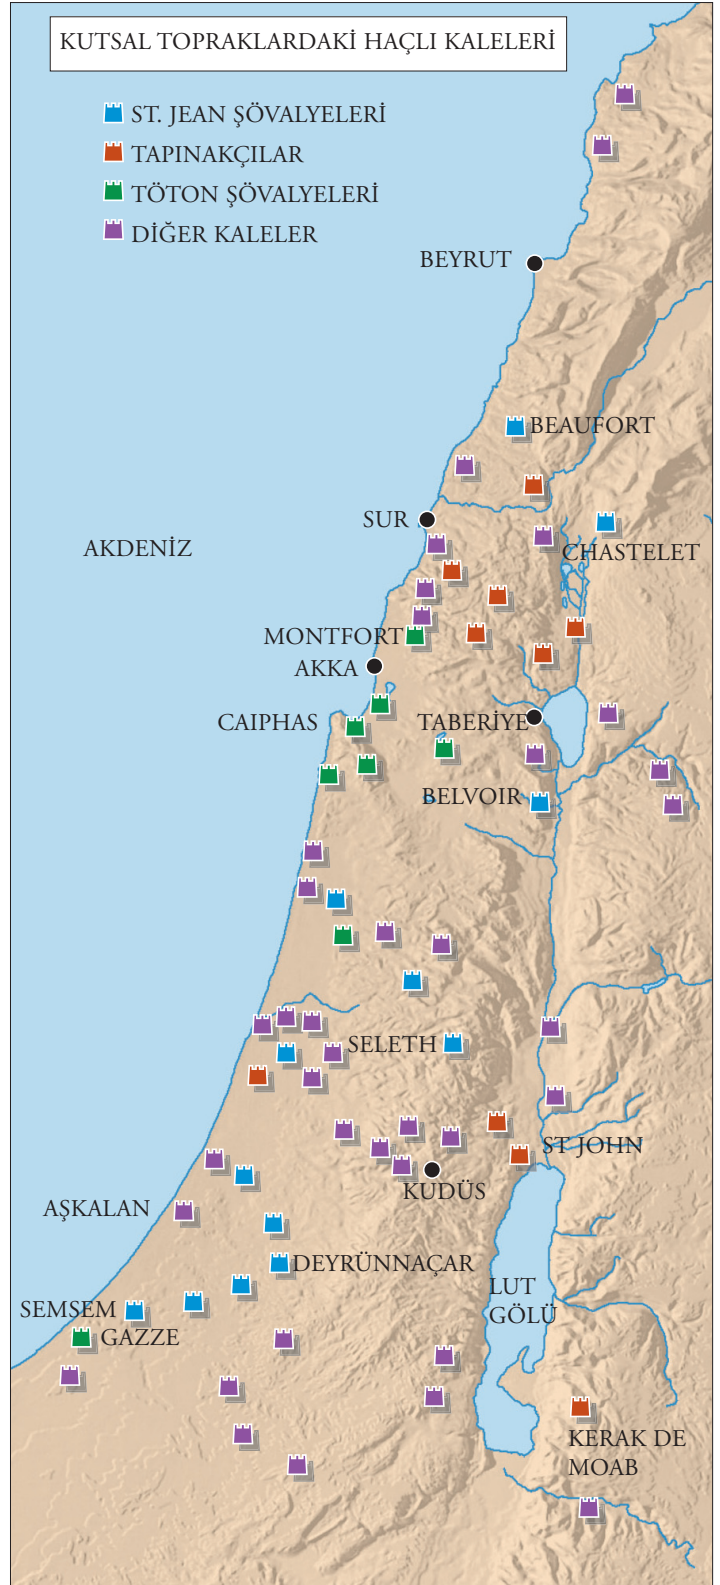 KUTSAL TOPRAKLARDAKİ HAÇLI KALELERİ
ST. JEAN ŞÖVALYELERİ
TAPINAKÇILAR
TÖTON ŞÖVALYELERİ
DİĞER KALELER
BEYRUT
BEAUFORT
SUR
AKDENİZ
CHASTELET
MONTFORT
AKKA
CAIPHAS
TABERİYE
BELVOIR
SELETH
ST JOHN
KUDÜS
AŞKALAN
DEYRÜNNAÇAR
LUT
GÖLÜ
SEMSEM
GAZZE
KERAK DE
MOAB